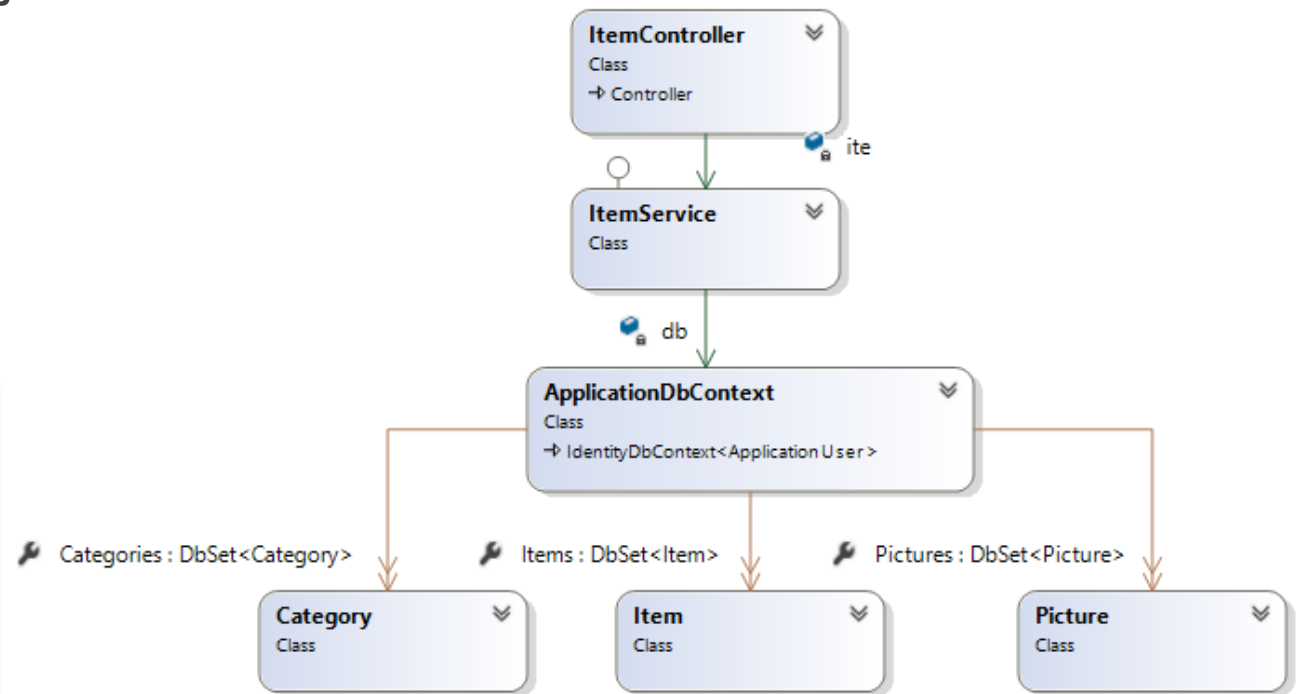 ItemController
Class
Controller
ite
ItemService
Class
db
ApplicationDbContext
Class
IdentityDbContext<ApplicationUser>
Categories : DbSet<Category>
Items : DbSet<Item>
Pictures : DbSet<Picture>
Category
Class
Item
Class
Picture
Class